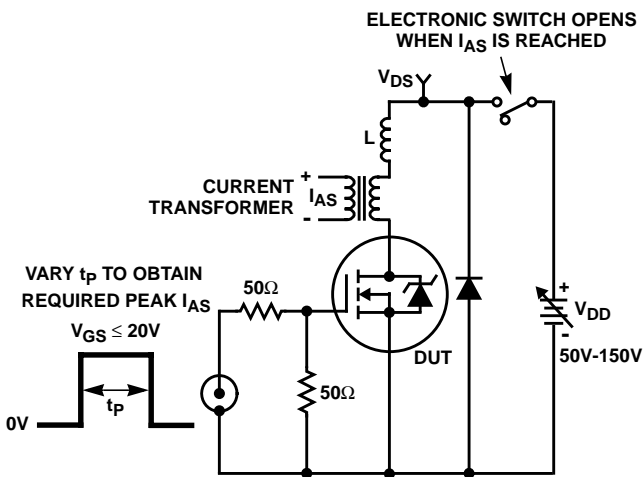 ELECTRONIC SWITCH OPENS
WHEN IAS IS REACHED
VDS
L
+
CURRENT
TRANSFORMER
IAS
-
VARY tP TO OBTAIN
REQUIRED PEAK IAS
50Ω
VGS ≤ 20V
+
VDD
-
DUT
50V-150V
50Ω
tP
0V